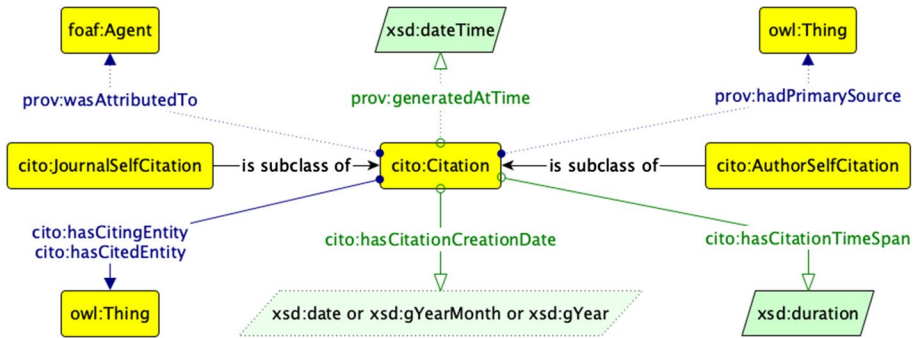 foaf:Agent
xsd:dateTime
owl:Thing
prov:wasAttributedTo
prov:generatedAtTime
prov:hadPrimarySource
cito:JournalSelfCitation
is subclass of
cito:Citation
is subclass of
cito:AuthorSelfCitation
cito:hasCitingEntity
cito:hasCitedEntity
cito:hasCitationCreationDate
cito:hasCitationTimeSpan
owl:Thing
xsd:date or xsd:gYearMonth or xsd:gYear
xsd:duration